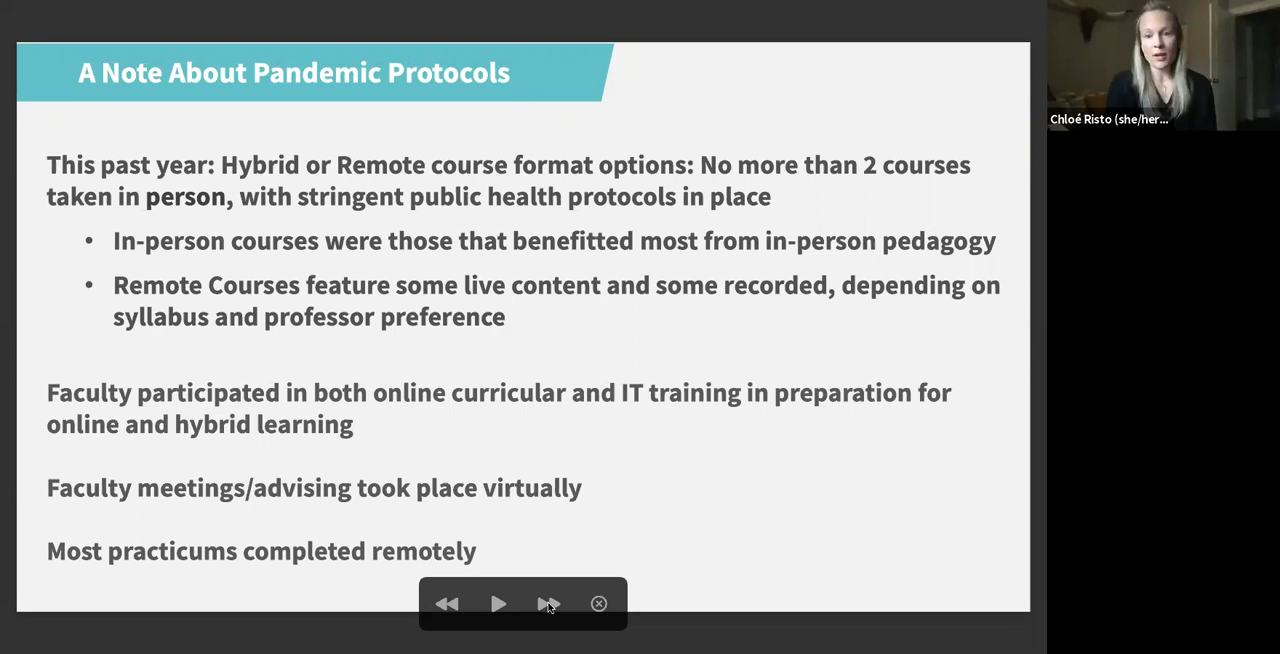 A Note About Pandemic Protocols
This past year: Hybrid or Remote course format options: No more than 2 courses
taken in person, with stringent public health protocols in place
• In-person courses were those that benefitted most from in-person pedagogy
• Remote Courses feature some live content and some recorded, depending on
syllabus and professor preference
Faculty participated in both online curricular and IT training in preparation for
online and hybrid learning
Faculty meetings/advising took place virtually
Most practicums completed remotely
Chloé Risto (she/her...